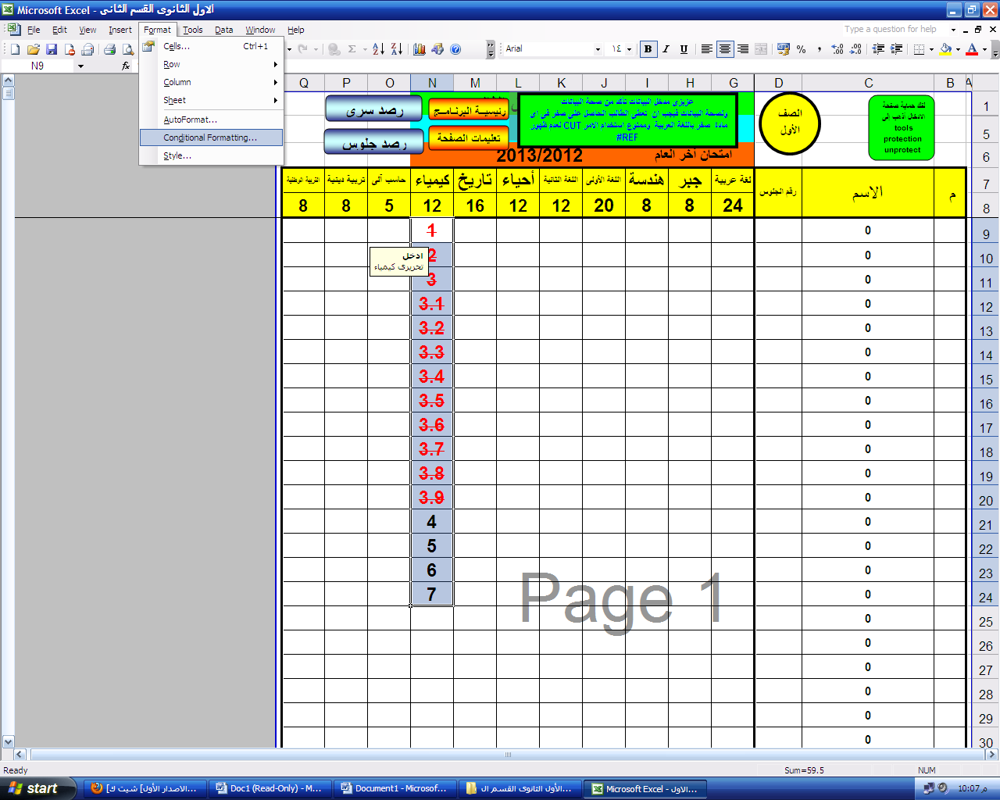 Microsoft Excel - الاول الثانوى القسم الثانى
File Edit View Insert Format Tools Data Window Help
Type a question for help
Arial ١٤ B I U
N9
Cells... Ctrl+1
Row
Column
Sheet
AutoFormat...
Conditional Formatting...
Style...
Q P O N M L K J I H G D C B A
رصد سرى
رئيسيـة البرنـامـج
عزيزى مدخل البيانات تأكد من صحة البيانات
ولصحة البيانات فيجب ان تعطى الطالب الحاصل على صفر فى اى
مادة صفر باللغة العربية وممنوع استخدام الامر CUT لعدم ظهور
#REF
الصف
الأول
لفك حماية صفحة
الادخال أذهب الى
tools
protection
unprotect
1
رصد جلوس
تعليمات الصفحة
5
2013/2012
امتحان آخر العام
6
التربية الوطنية تربية دينية حاسب آلى كيمياء تاريخ أحياء اللغة الثانية اللغة الأولى هندسة جبر لغة عربية رقم الجلوس الاسم م 7
8 8 5 12 16 12 12 20 8 8 24 8
1 0 9
2 0 10
ادخل
تحريرى كيمياء
3 0 11
3.1 0 12
3.2 0 13
3.3 0 14
3.4 0 15
3.5 0 16
3.6 0 17
3.7 0 18
3.8 0 19
3.9 0 20
4 0 21
5 0 22
6 0 23
7 0 24
Page 1
0 25
0 26
0 27
0 28
0 29
0 30
Ready
Sum=59.5
NUM
start
الاصدار الأول] شيت ك]...
Doc1 (Read-Only) - M...
Document1 - Microsof...
الأول الثانوى القسم ال...
Microsoft Excel - الاول...
10:07 م